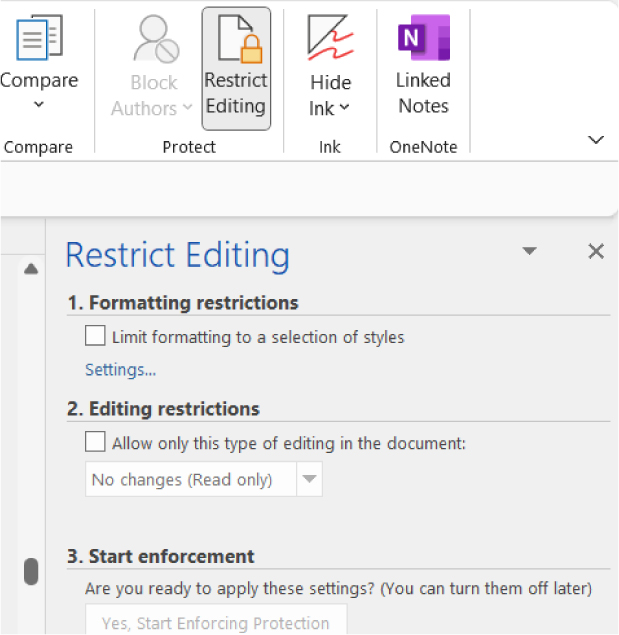 Compare
Block
Authors
Restrict
Editing
Hide
Ink
N
Linked
Notes
Compare
Protect
Ink
OneNote
Restrict Editing
1. Formatting restrictions
Limit formatting to a selection of styles
Settings...
2. Editing restrictions
Allow only this type of editing in the document:
No changes (Read only)
3. Start enforcement
Are you ready to apply these settings? (You can turn them off later)
Yes, Start Enforcing Protection